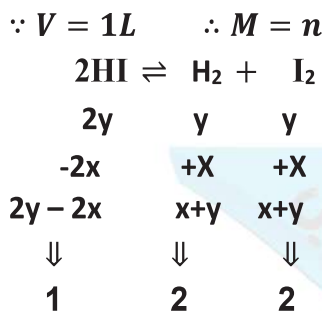 ∵ V = 1L ∴ M = n
2HI ⇌ H₂ + I₂
2y y y
-2x +X +X
2y – 2x x+y x+y
⇓ ⇓ ⇓
1 2 2